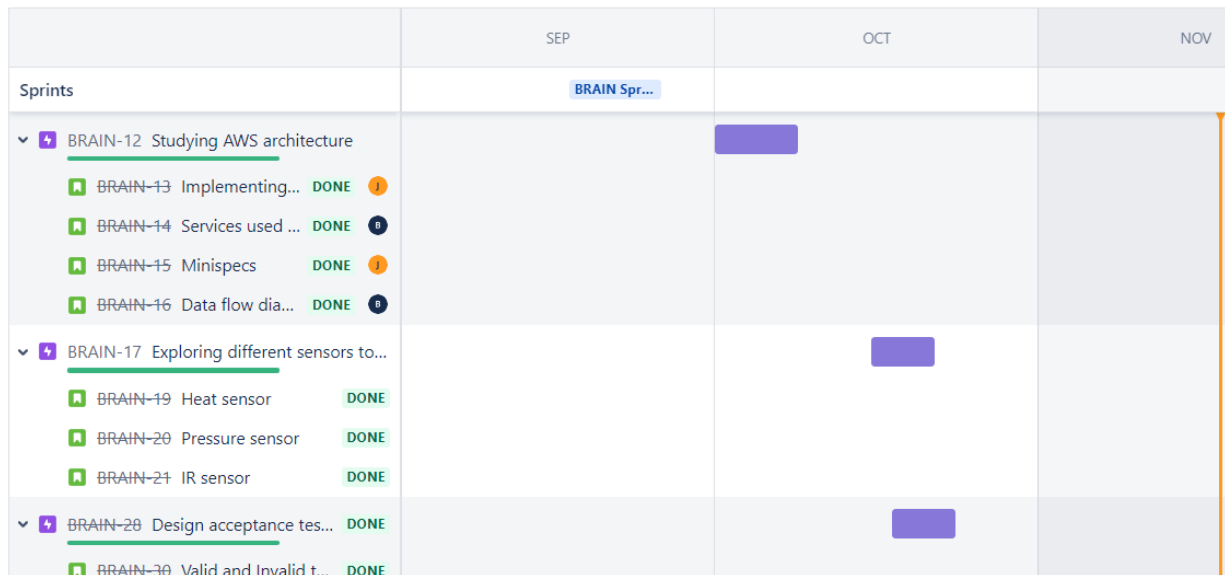 SEP OCT NOV
Sprints BRAIN Spr...
BRAIN-12 Studying AWS architecture
BRAIN-13 Implementing... DONE J
BRAIN-14 Services used ... DONE B
BRAIN-15 Minispecs DONE J
BRAIN-16 Data flow dia... DONE B
BRAIN-17 Exploring different sensors to...
BRAIN-19 Heat sensor DONE
BRAIN-20 Pressure sensor DONE
BRAIN-21 IR sensor DONE
BRAIN-28 Design acceptance tes... DONE
BRAIN-30 Valid and Invalid t... DONE